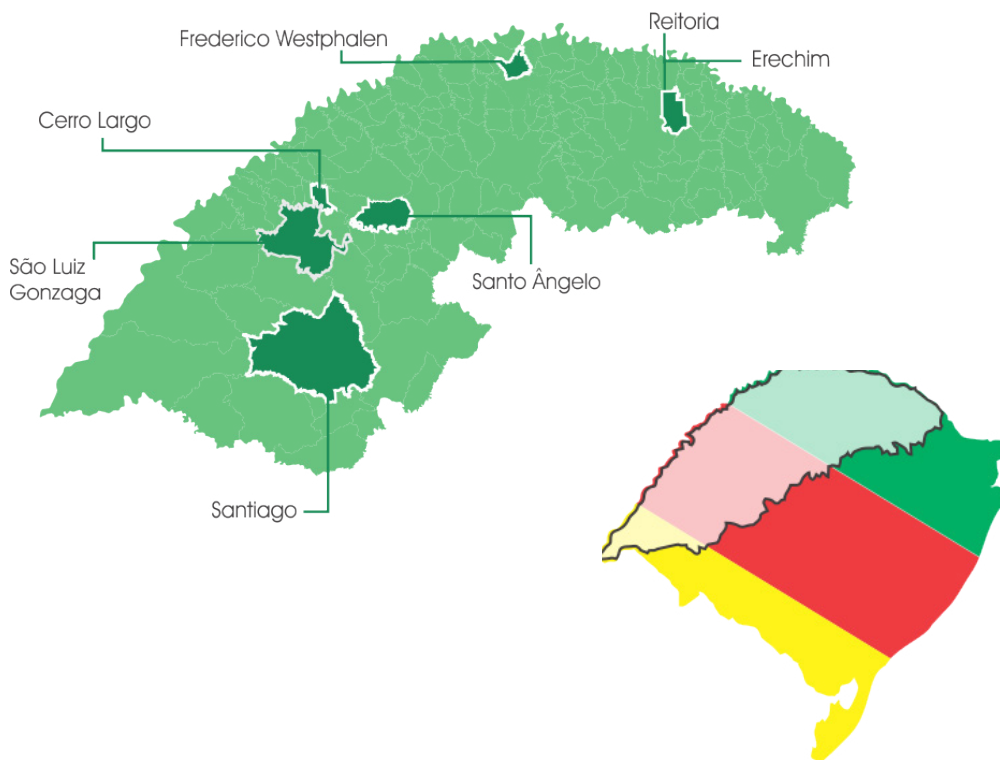 Reitoria
Frederico Westphalen
Erechim
Cerro Largo
São Luiz
Gonzaga
Santo Ângelo
Santiago